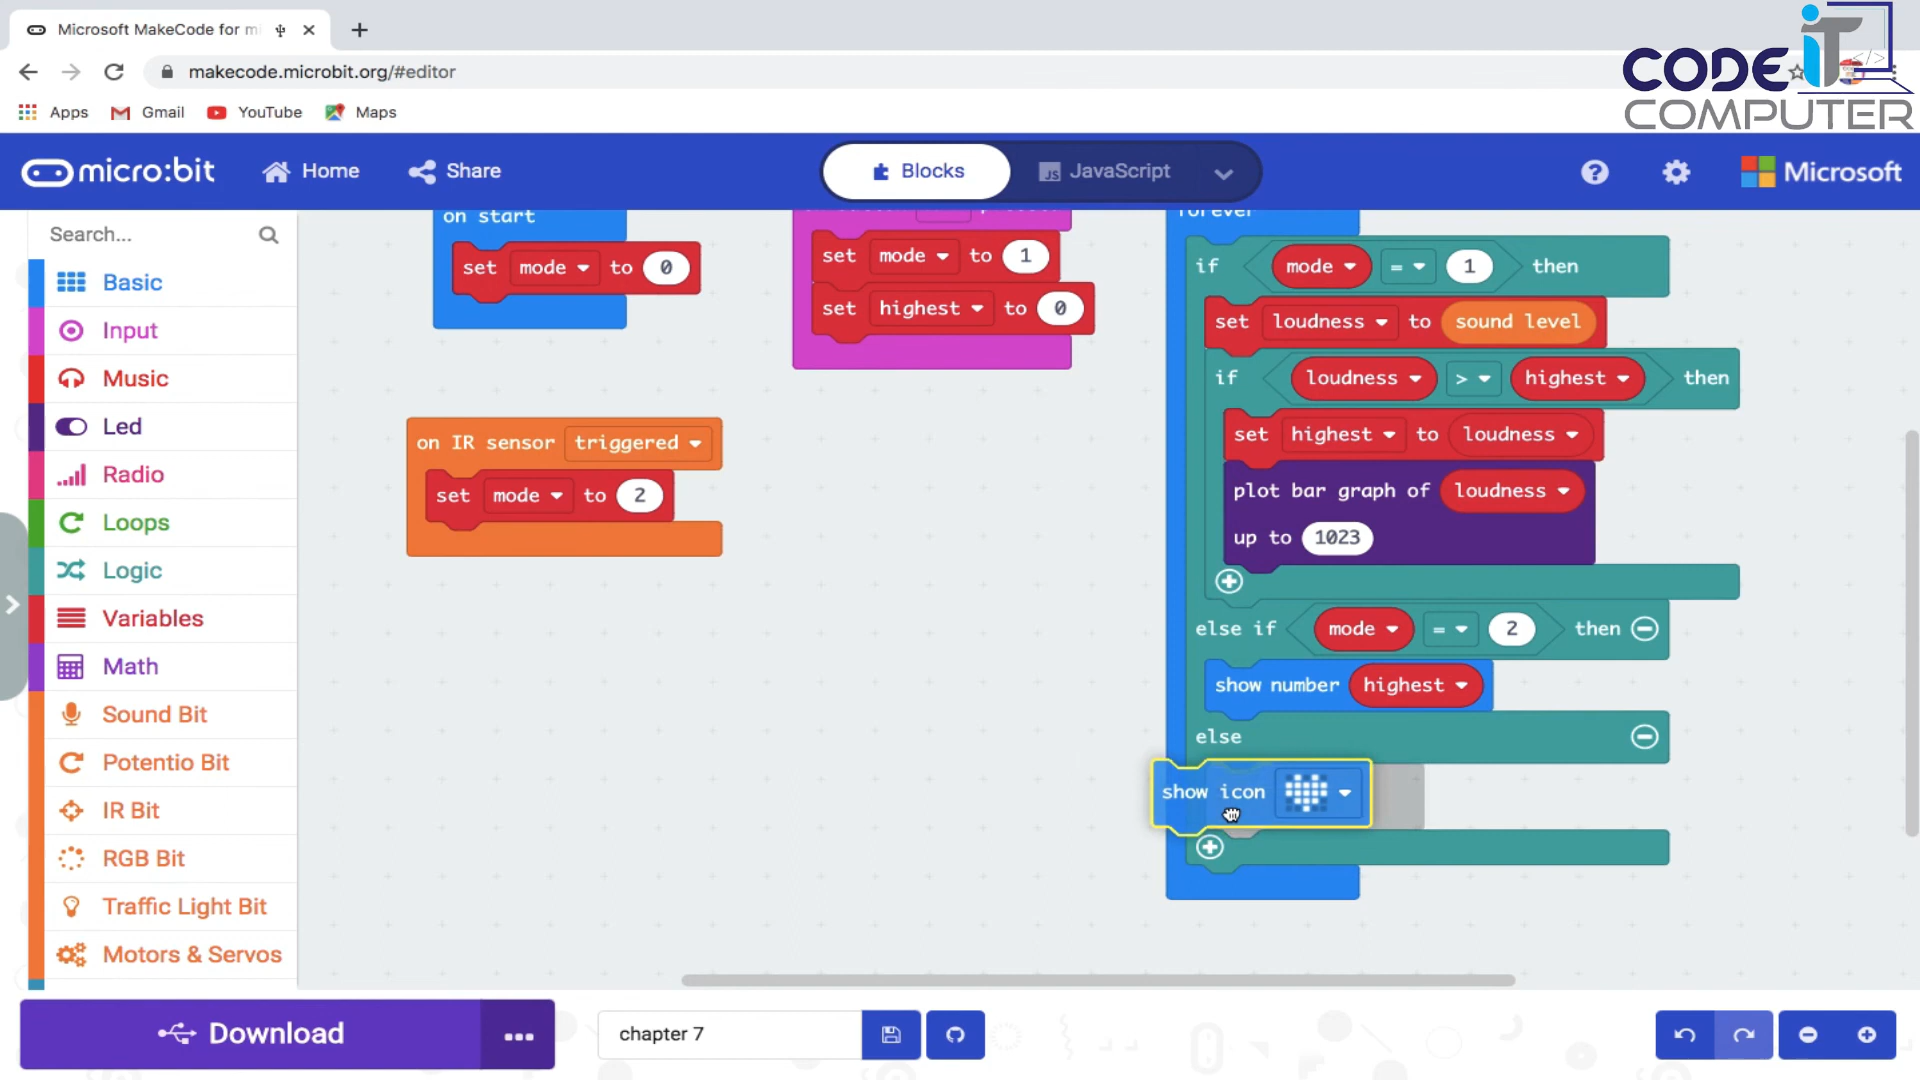 Microsoft MakeCode for mi
makecode.microbit.org/#editor
CODE iT
COMPUTER
Apps Gmail YouTube Maps
micro:bit Home Share Blocks JavaScript Microsoft
Search...
Basic
Input
Music
Led
Radio
Loops
Logic
Variables
Math
Sound Bit
Potentio Bit
IR Bit
RGB Bit
Traffic Light Bit
Motors & Servos
on start
set mode to 0
set mode to 1
set highest to 0
on IR sensor triggered
set mode to 2
forever
if mode = 1 then
set loudness to sound level
if loudness > highest then
set highest to loudness
plot bar graph of loudness
up to 1023
else if mode = 2 then
show number highest
else
show icon
Download ...
chapter 7